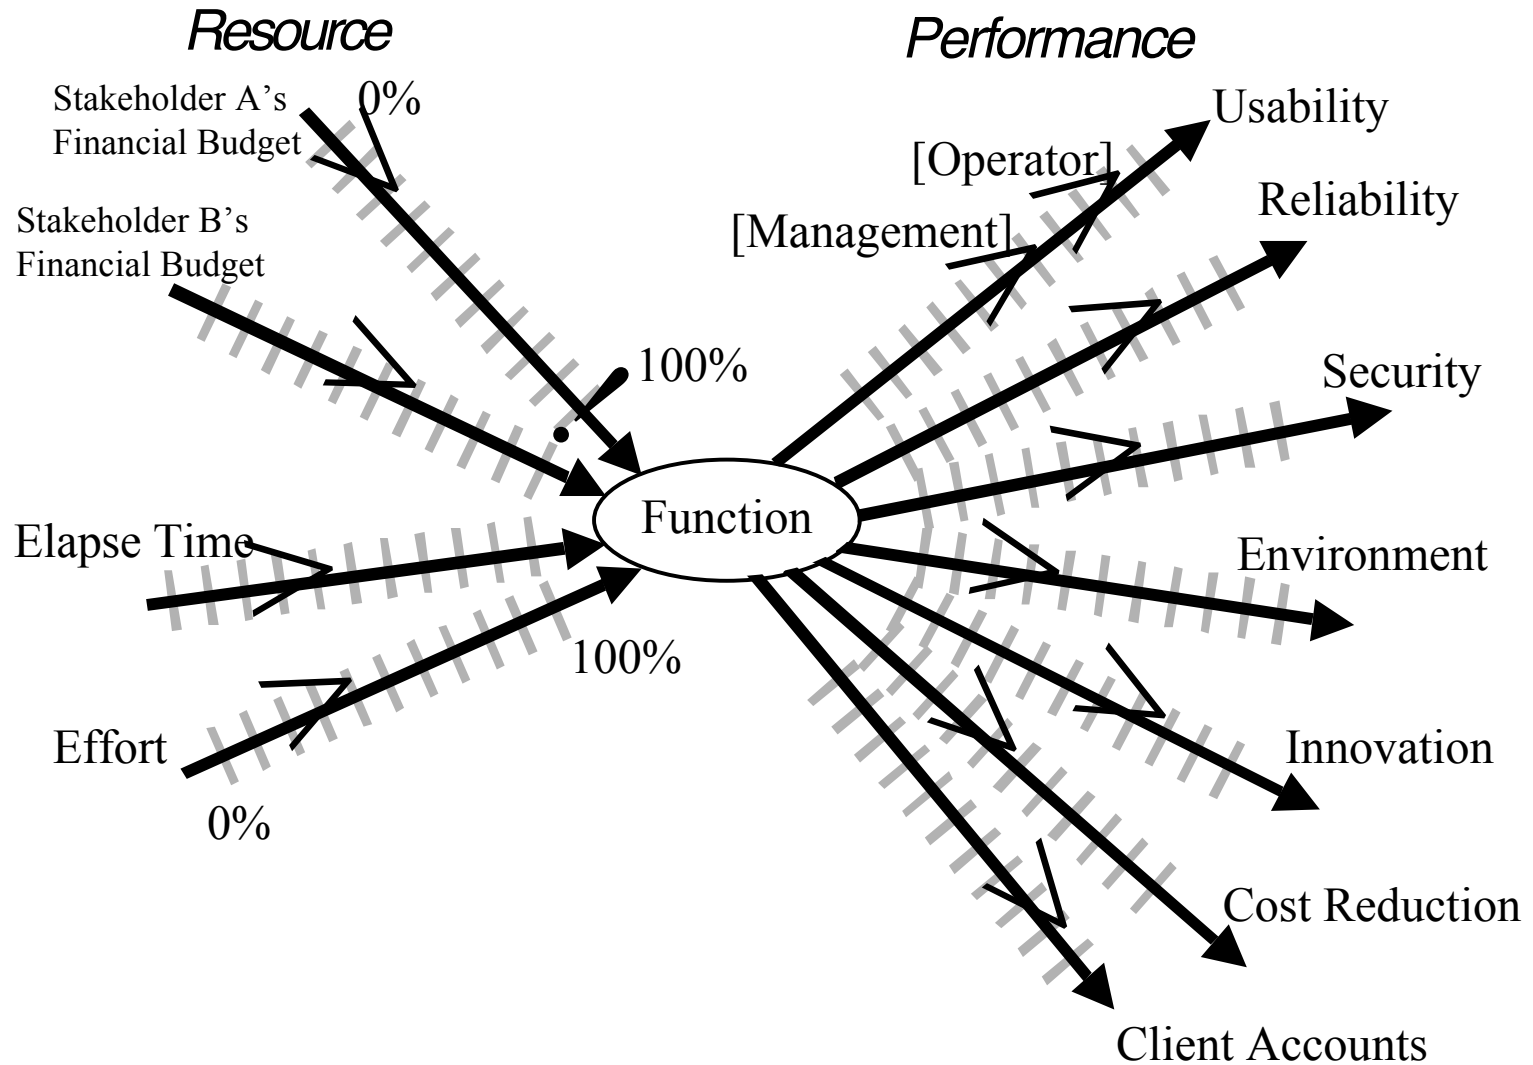 Resource
Performance
Stakeholder A's
Financial Budget
0%
Usability
[Operator]
Reliability
Stakeholder B's
Financial Budget
[Management]
100%
Security
Function
Elapse Time
Environment
100%
Effort
0%
Innovation
Cost Reduction
Client Accounts